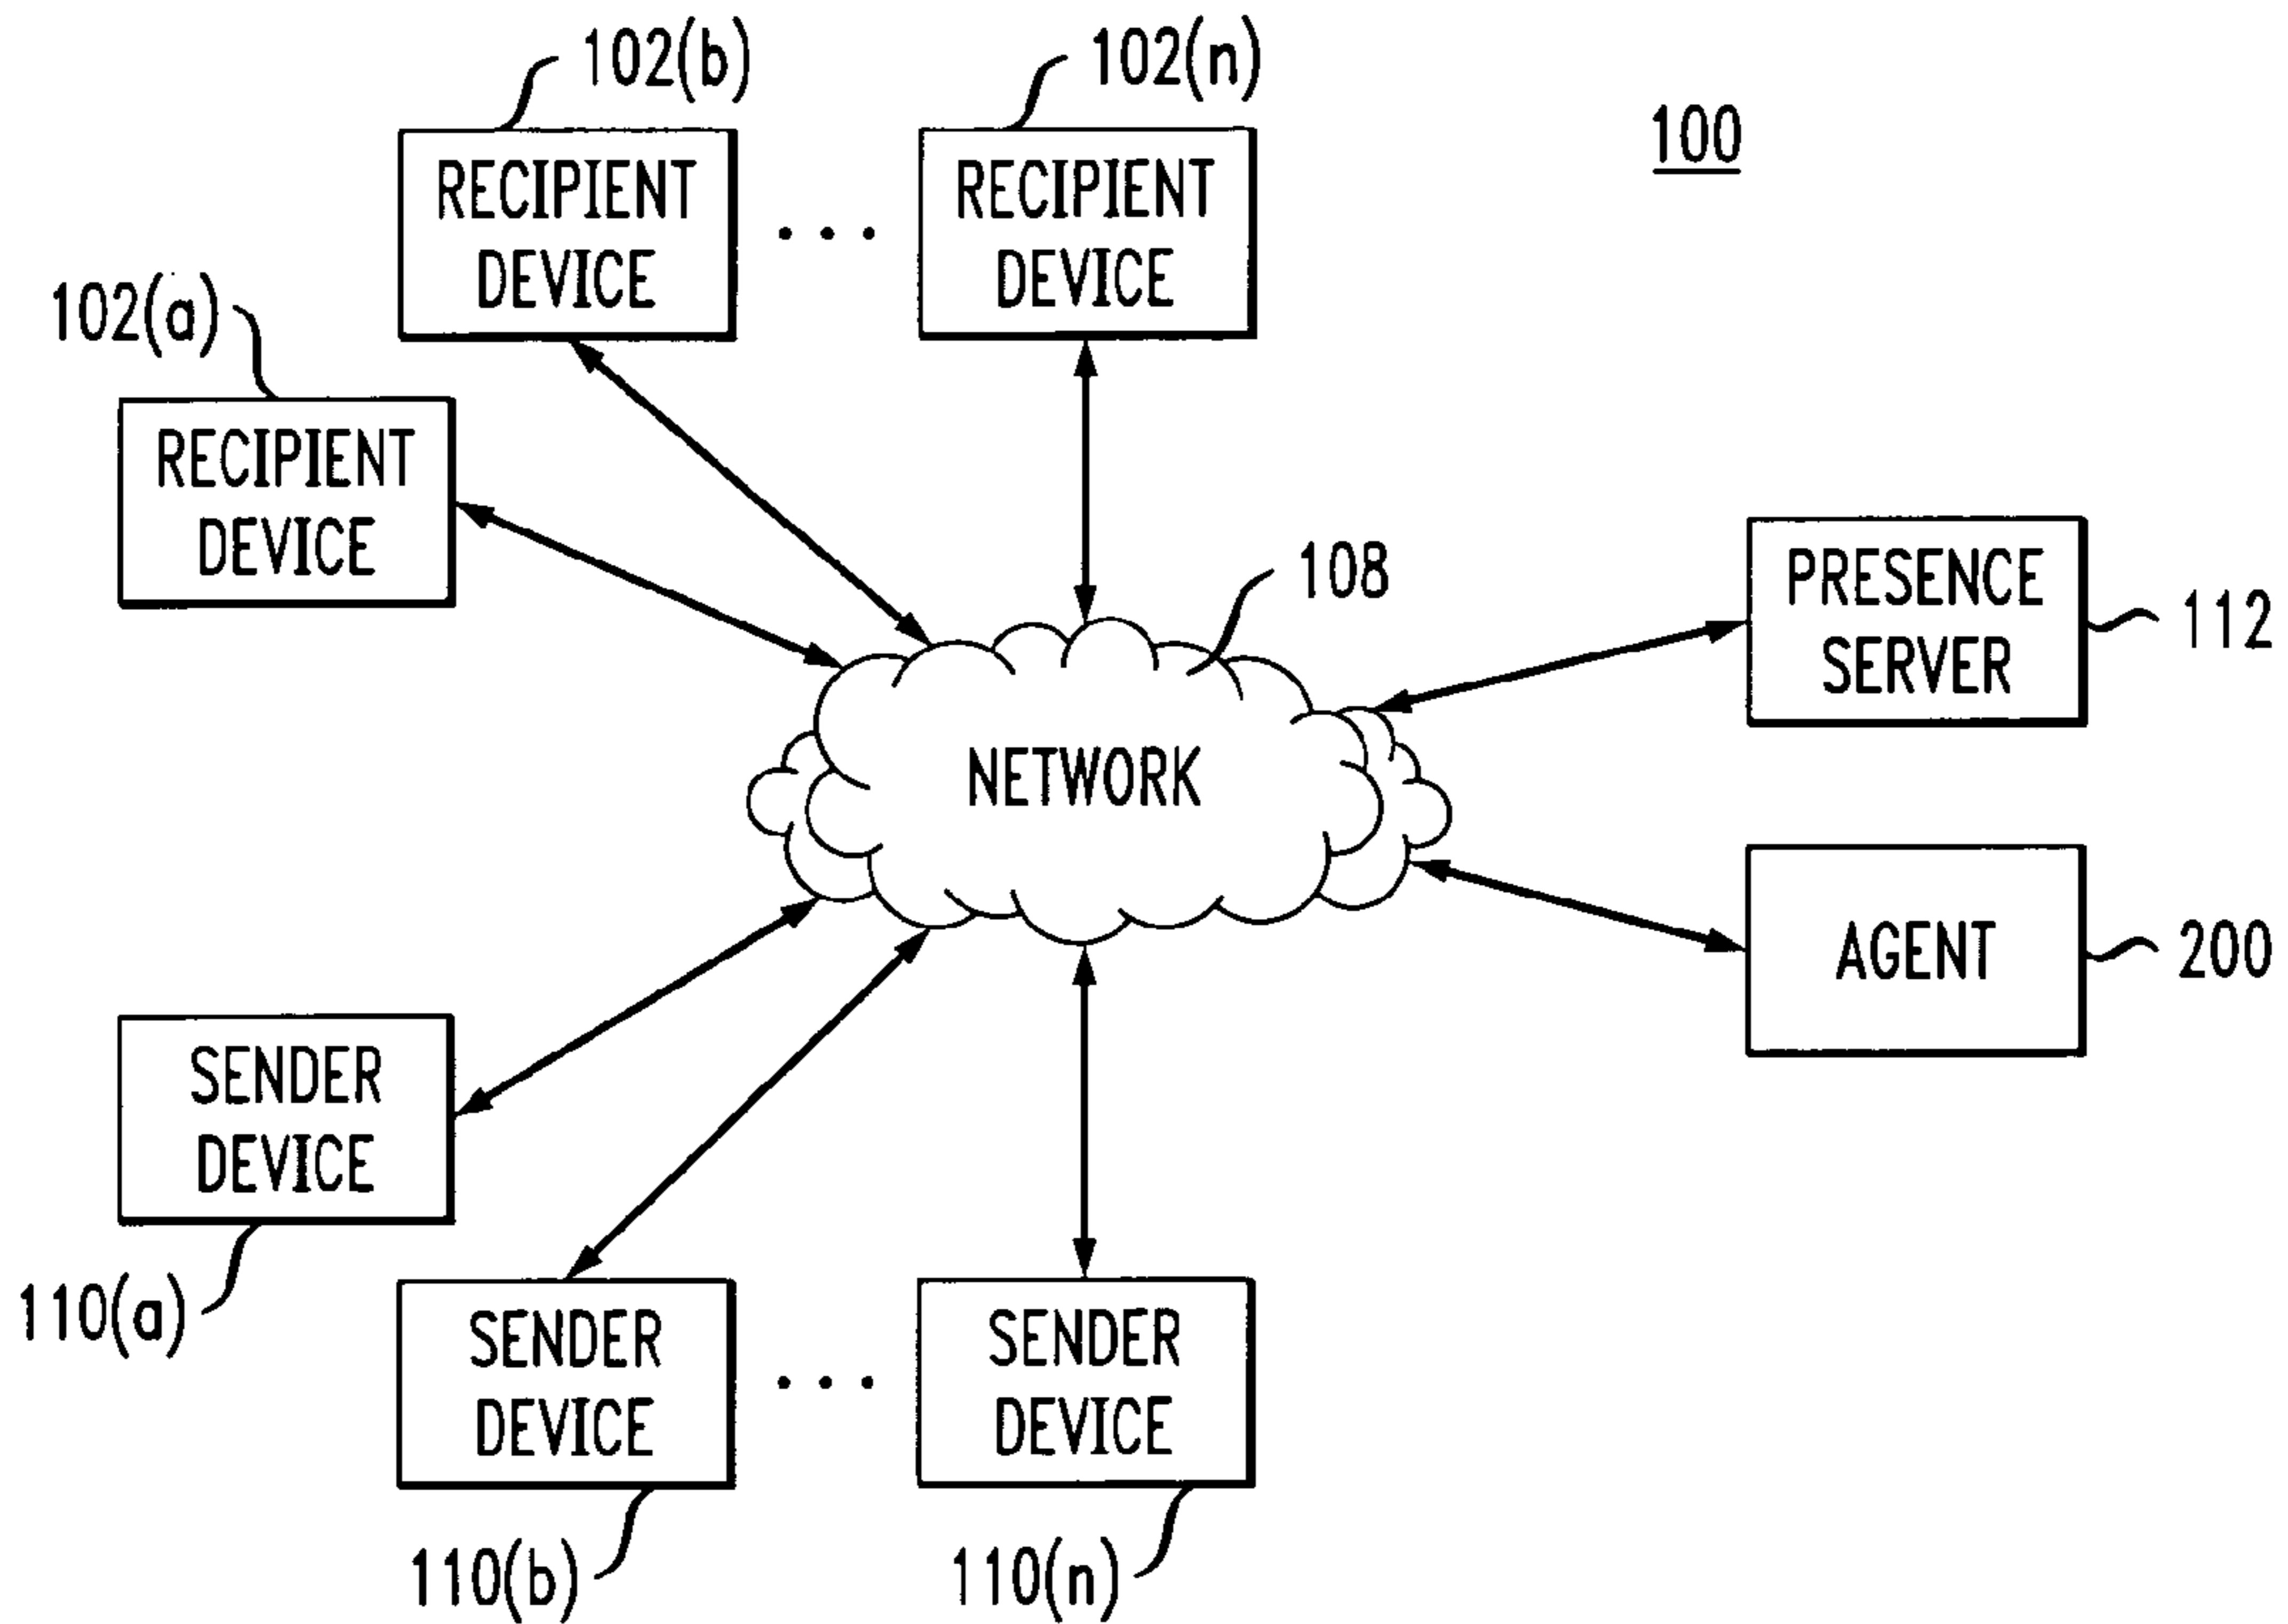 102(b)
102(n)
100
RECIPIENT
DEVICE
RECIPIENT
DEVICE
102(a)
RECIPIENT
DEVICE
108
PRESENCE
SERVER
112
NETWORK
AGENT
200
SENDER
DEVICE
110(a)
SENDER
DEVICE
SENDER
DEVICE
110(b)
110(n)